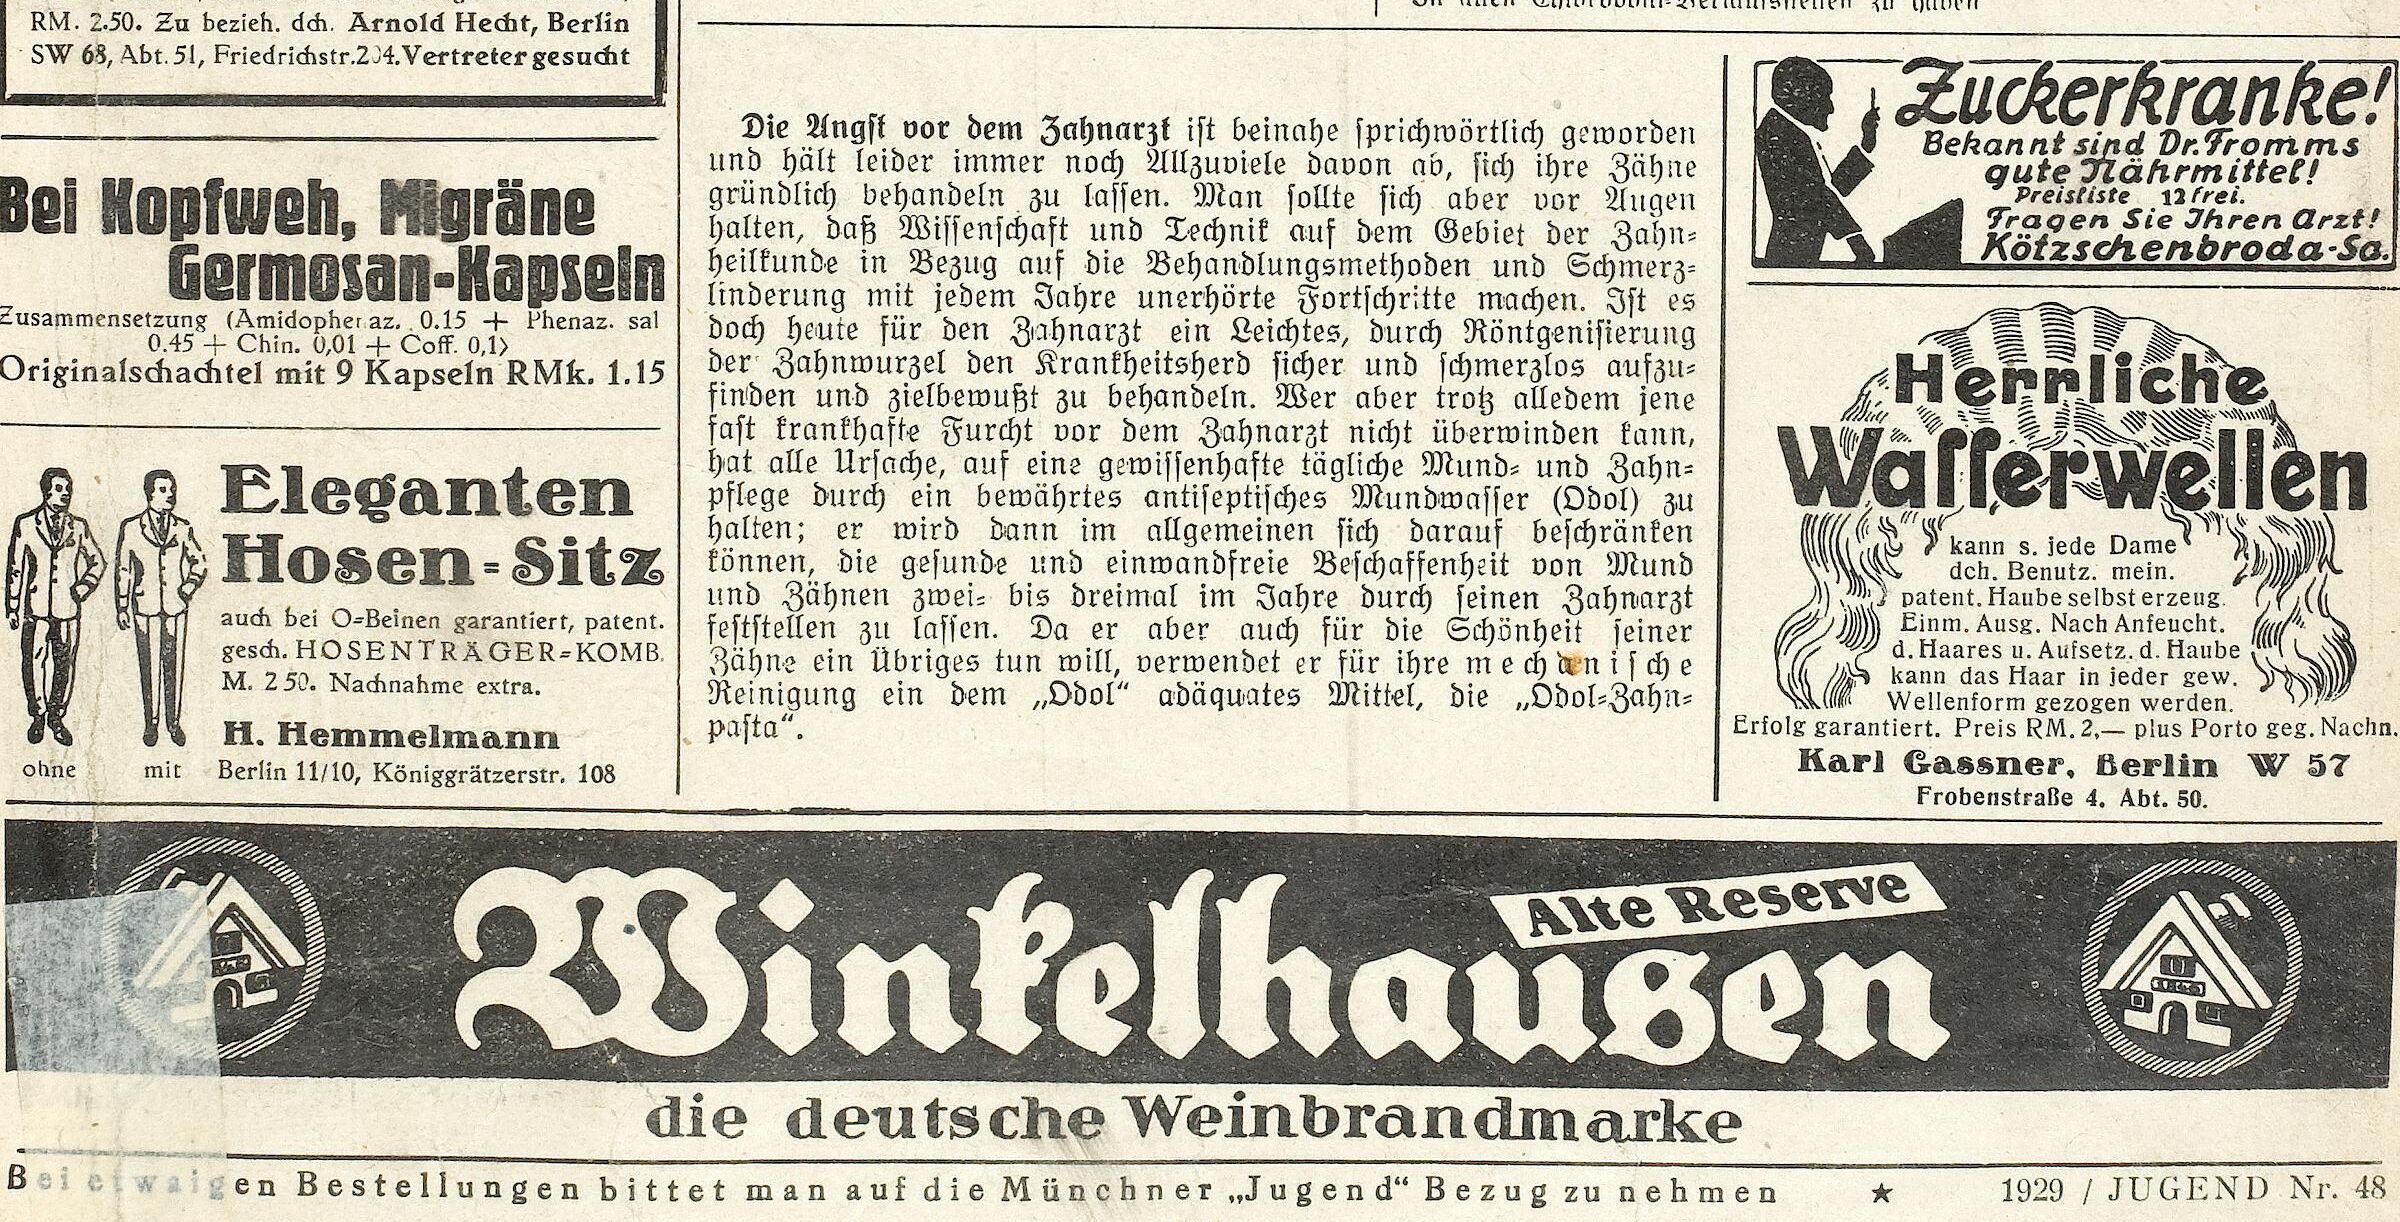 RM. 2.50. Zu bezieh. dch. Arnold Hecht, Berlin
SW 68, Abt. 51, Friedrichstr. 204. Vertreter gesucht
Bei Kopfweh, Migräne
Germosan-Kapseln
Zusammensetzung (Amidophenaz. 0.15 + Phenaz. sal
0.45 + Chin. 0,01 + Coff. 0,1)
Originalschachtel mit 9 Kapseln RMk. 1.15
Eleganten
Hosen=Sitz
auch bei O=Beinen garantiert, patent.
gesch. HOSENTRÄGER=KOMB.
M. 2 50. Nachnahme extra.
H. Hemmelmann
Berlin 11/10, Königgrätzerstr. 108
ohne mit
In allen Chlorodont-Verkaufsstellen zu haben
Die Angst vor dem Zahnarzt ist beinahe sprichwörtlich geworden
und hält leider immer noch Allzuviele davon ab, sich ihre Zähne
gründlich behandeln zu lassen. Man sollte sich aber vor Augen
halten, daß Wissenschaft und Technik auf dem Gebiet der Zahn=
heilkunde in Bezug auf die Behandlungsmethoden und Schmerz=
linderung mit jedem Jahre unerhörte Fortschritte machen. Ist es
doch heute für den Zahnarzt ein Leichtes, durch Röntgenisierung
der Zahnwurzel den Krankheitsherd sicher und schmerzlos aufzu=
finden und zielbewußt zu behandeln. Wer aber trotz alledem jene
fast krankhafte Furcht vor dem Zahnarzt nicht überwinden kann,
hat alle Ursache, auf eine gewissenhafte tägliche Mund= und Zahn=
pflege durch ein bewährtes antiseptisches Mundwasser (Odol) zu
halten; er wird dann im allgemeinen sich darauf beschränken
können, die gesunde und einwandfreie Beschaffenheit von Mund
und Zähnen zwei= bis dreimal im Jahre durch seinen Zahnarzt
feststellen zu lassen. Da er aber auch für die Schönheit seiner
Zähne ein Übriges tun will, verwendet er für ihre mechanische
Reinigung ein dem „Odol“ adäquates Mittel, die „Odol=Zahn=
pasta“.
Zuckerkranke!
Bekannt sind Dr. Fromms
gute Nährmittel!
Preisliste 12 frei.
Fragen Sie Ihren Arzt!
Kötzschenbroda-Sa.
Herrliche
Wasserwellen
kann s. jede Dame
dch. Benutz. mein.
patent. Haube selbst erzeug.
Einm. Ausg. Nach Anfeucht.
d. Haares u. Aufsetz. d. Haube
kann das Haar in jeder gew.
Wellenform gezogen werden.
Erfolg garantiert. Preis RM. 2,— plus Porto geg. Nachn.
Karl Gassner, Berlin W 57
Frobenstraße 4. Abt. 50.
Winkelhausen
Alte Reserve
die deutsche Weinbrandmarke
Bei etwaigen Bestellungen bittet man auf die Münchner „Jugend“ Bezug zu nehmen ★ 1929 / JUGEND Nr. 48